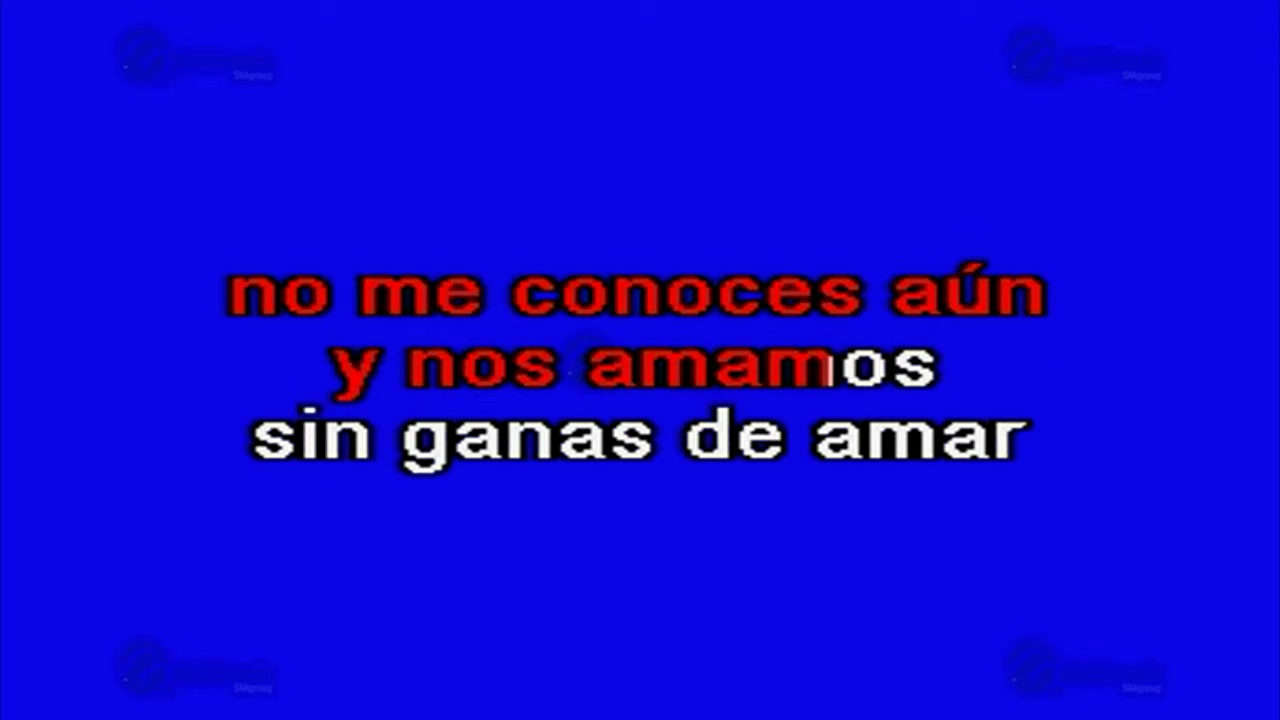 no me conoces aún
y nos amamos
sin ganas de amar